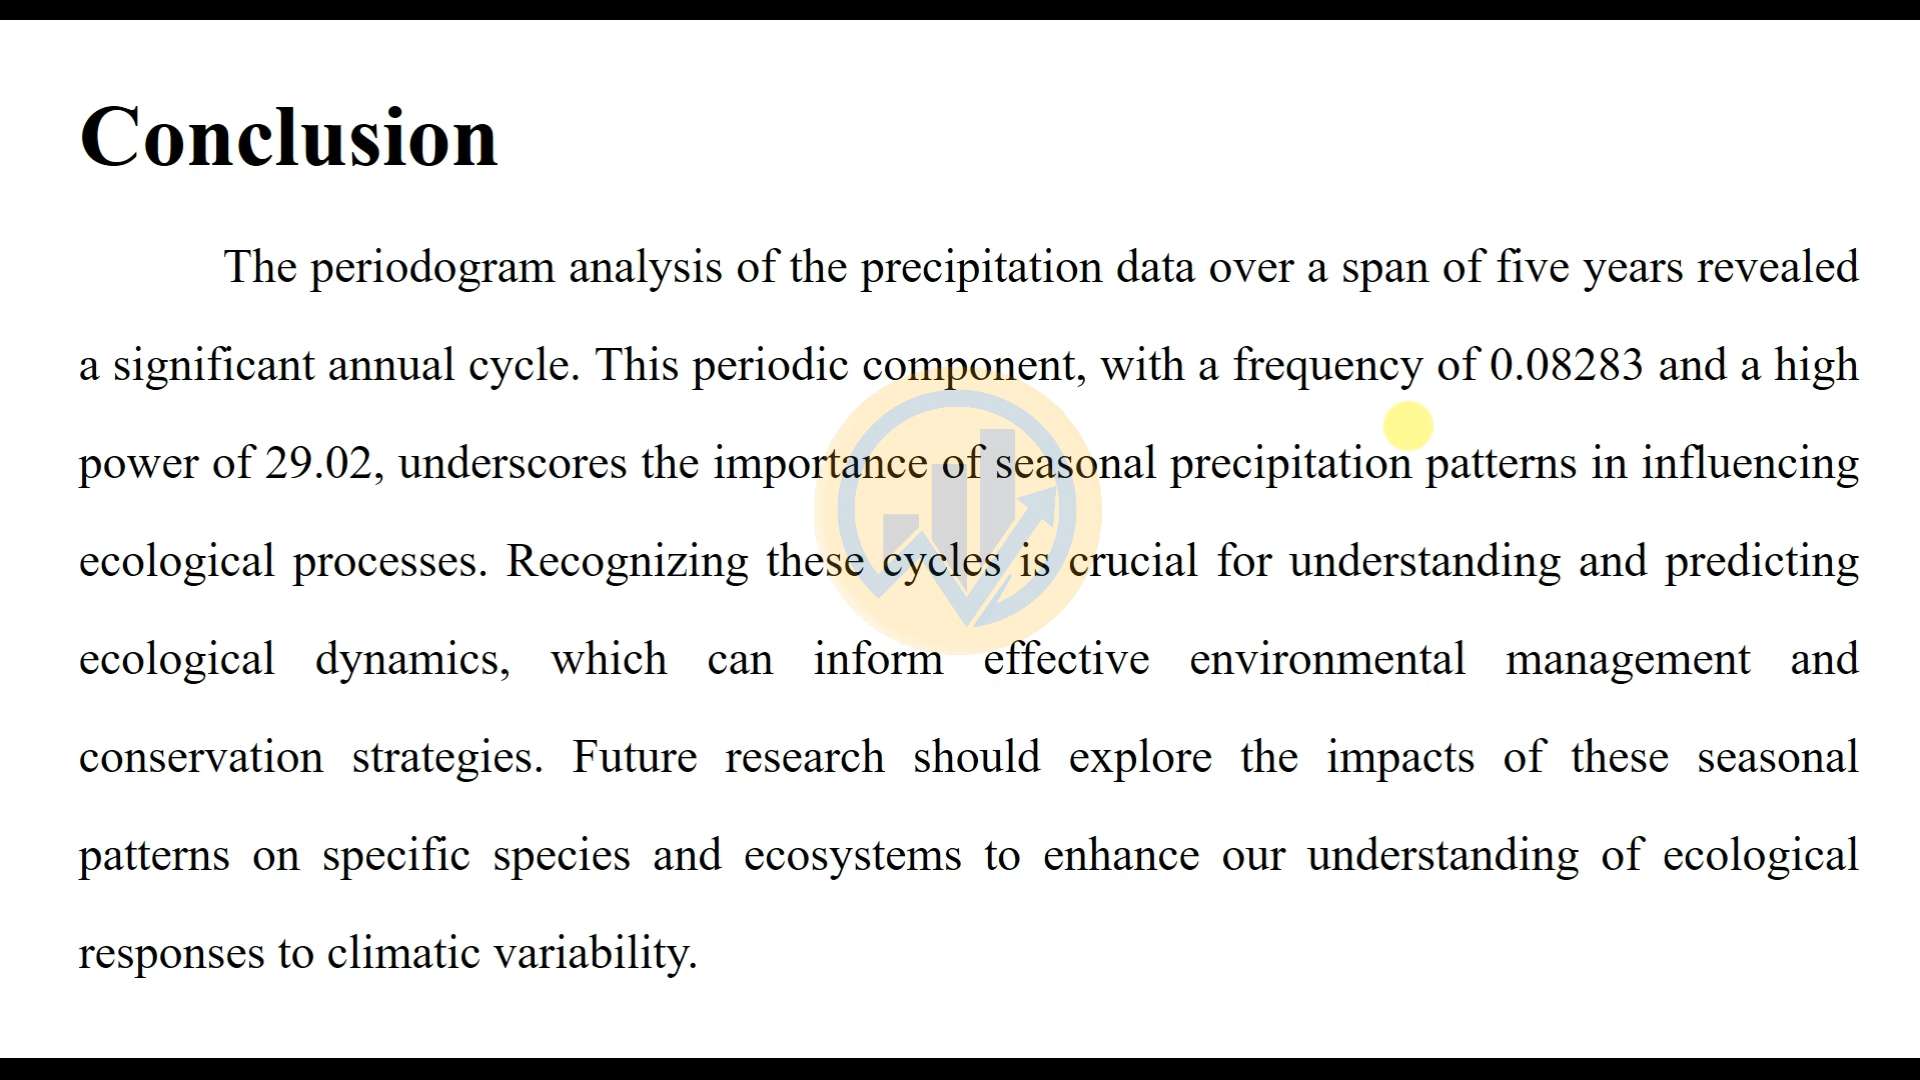 Conclusion
The periodogram analysis of the precipitation data over a span of five years revealed
a significant annual cycle. This periodic component, with a frequency of 0.08283 and a high
power of 29.02, underscores the importance of seasonal precipitation patterns in influencing
ecological processes. Recognizing these cycles is crucial for understanding and predicting
ecological dynamics, which can inform effective environmental management and
conservation strategies. Future research should explore the impacts of these seasonal
patterns on specific species and ecosystems to enhance our understanding of ecological
responses to climatic variability.